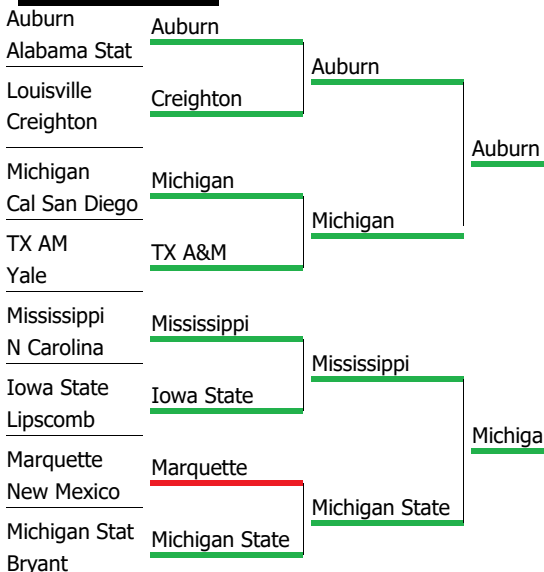 Auburn
Alabama Stat
Louisville
Creighton
Michigan
Cal San Diego
TX AM
Yale
Mississippi
N Carolina
Iowa State
Lipscomb
Marquette
New Mexico
Michigan Stat
Bryant
Auburn
Creighton
Michigan
TX A&M
Mississippi
Iowa State
Marquette
Michigan State
Auburn
Michigan
Mississippi
Michigan State
Auburn
Michiga